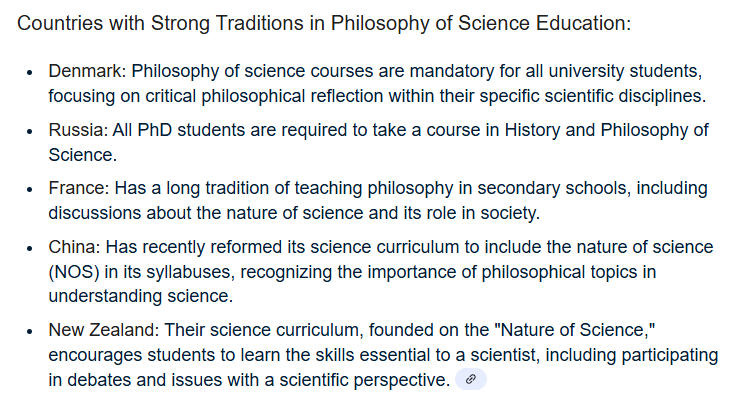 Countries with Strong Traditions in Philosophy of Science Education:
• Denmark: Philosophy of science courses are mandatory for all university students,
focusing on critical philosophical reflection within their specific scientific disciplines.
• Russia: All PhD students are required to take a course in History and Philosophy of
Science.
• France: Has a long tradition of teaching philosophy in secondary schools, including
discussions about the nature of science and its role in society.
• China: Has recently reformed its science curriculum to include the nature of science
(NOS) in its syllabuses, recognizing the importance of philosophical topics in
understanding science.
• New Zealand: Their science curriculum, founded on the "Nature of Science,"
encourages students to learn the skills essential to a scientist, including participating
in debates and issues with a scientific perspective.